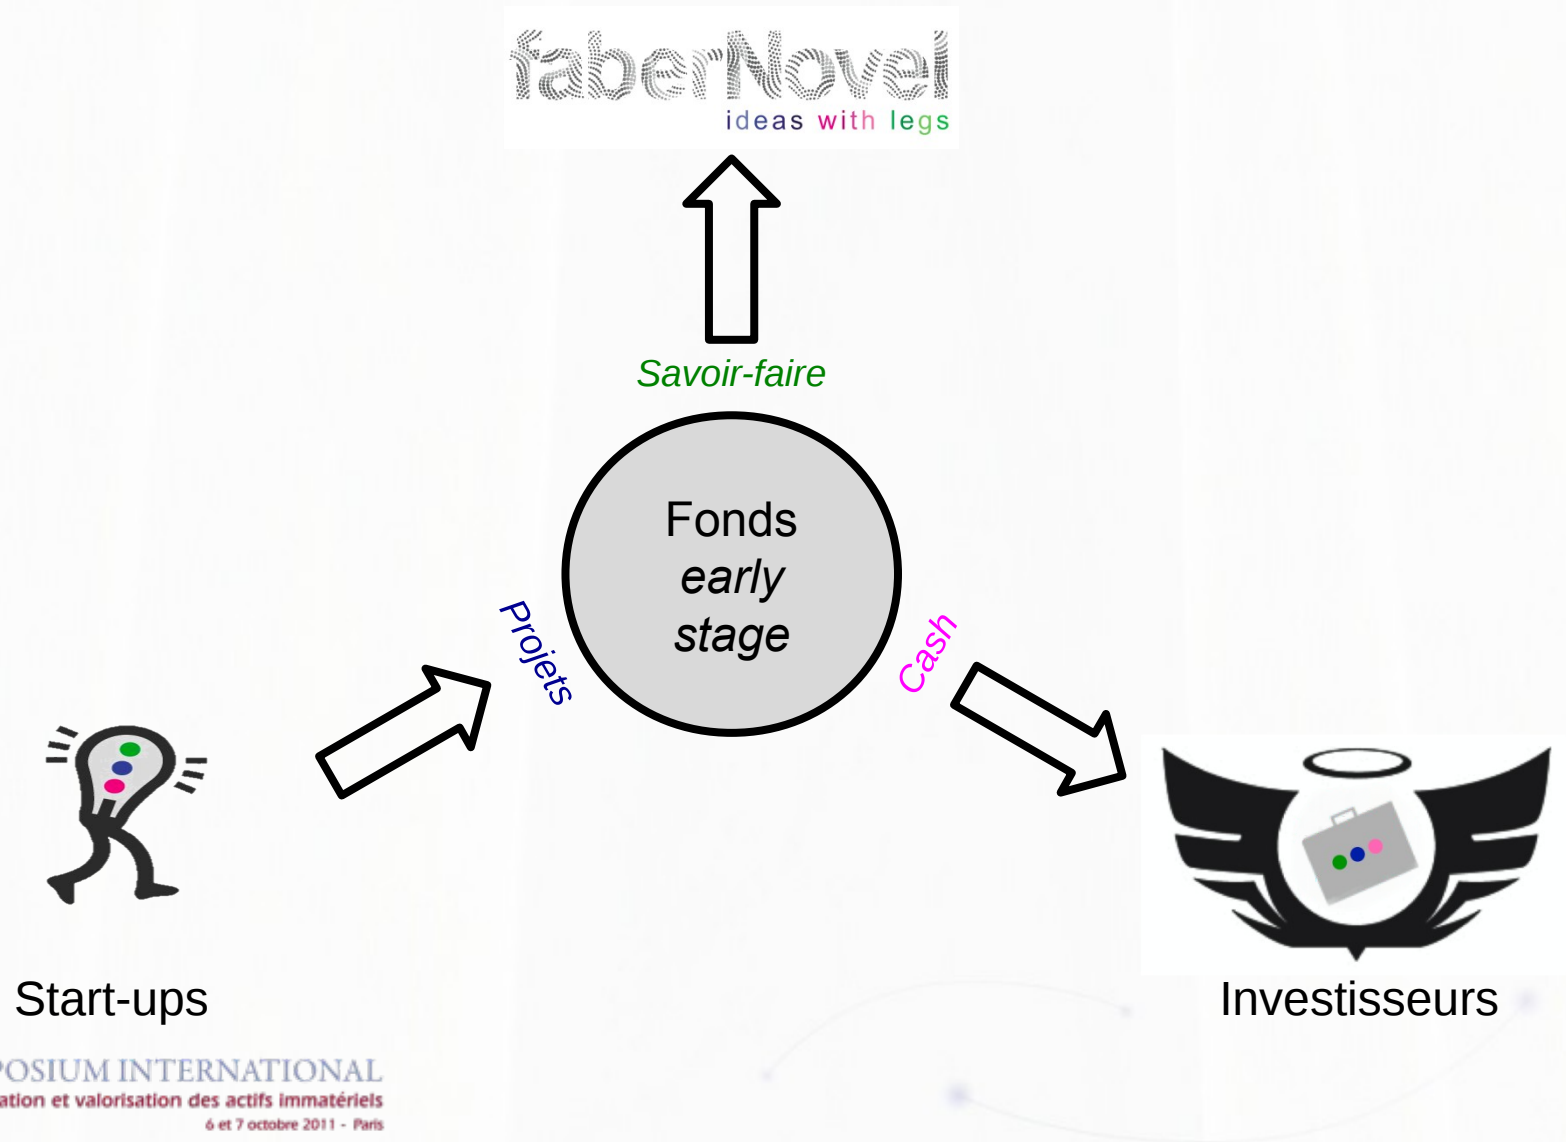 faberNovel
ideas with legs
Savoir-faire
Fonds
early
stage
Projets
Cash
Start-ups
Investisseurs
POSIUM INTERNATIONAL
ation et valorisation des actifs immatériels
6 et 7 octobre 2011 - Paris